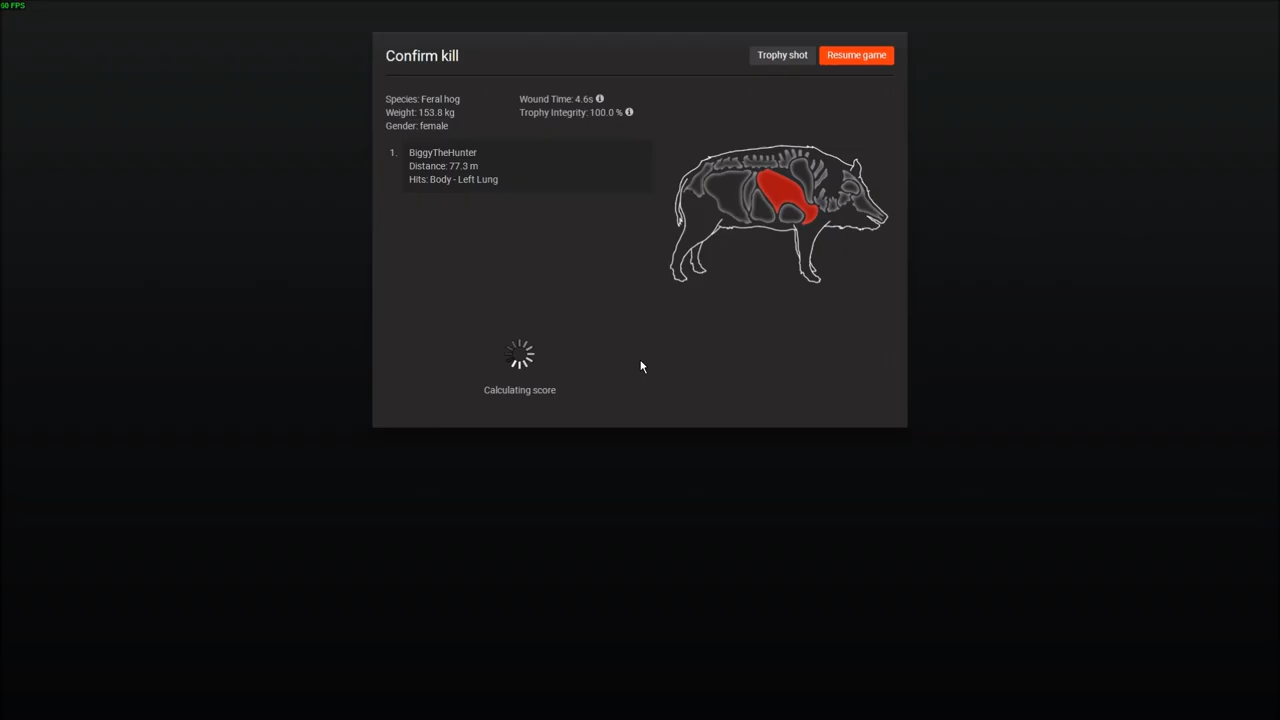 60 FPS
Confirm kill
Trophy shot
Resume game
Species: Feral hog
Weight: 153.8 kg
Gender: female
Wound Time: 4.6s
Trophy Integrity: 100.0 %
1.
BiggyTheHunter
Distance: 77.3 m
Hits: Body - Left Lung
Calculating score